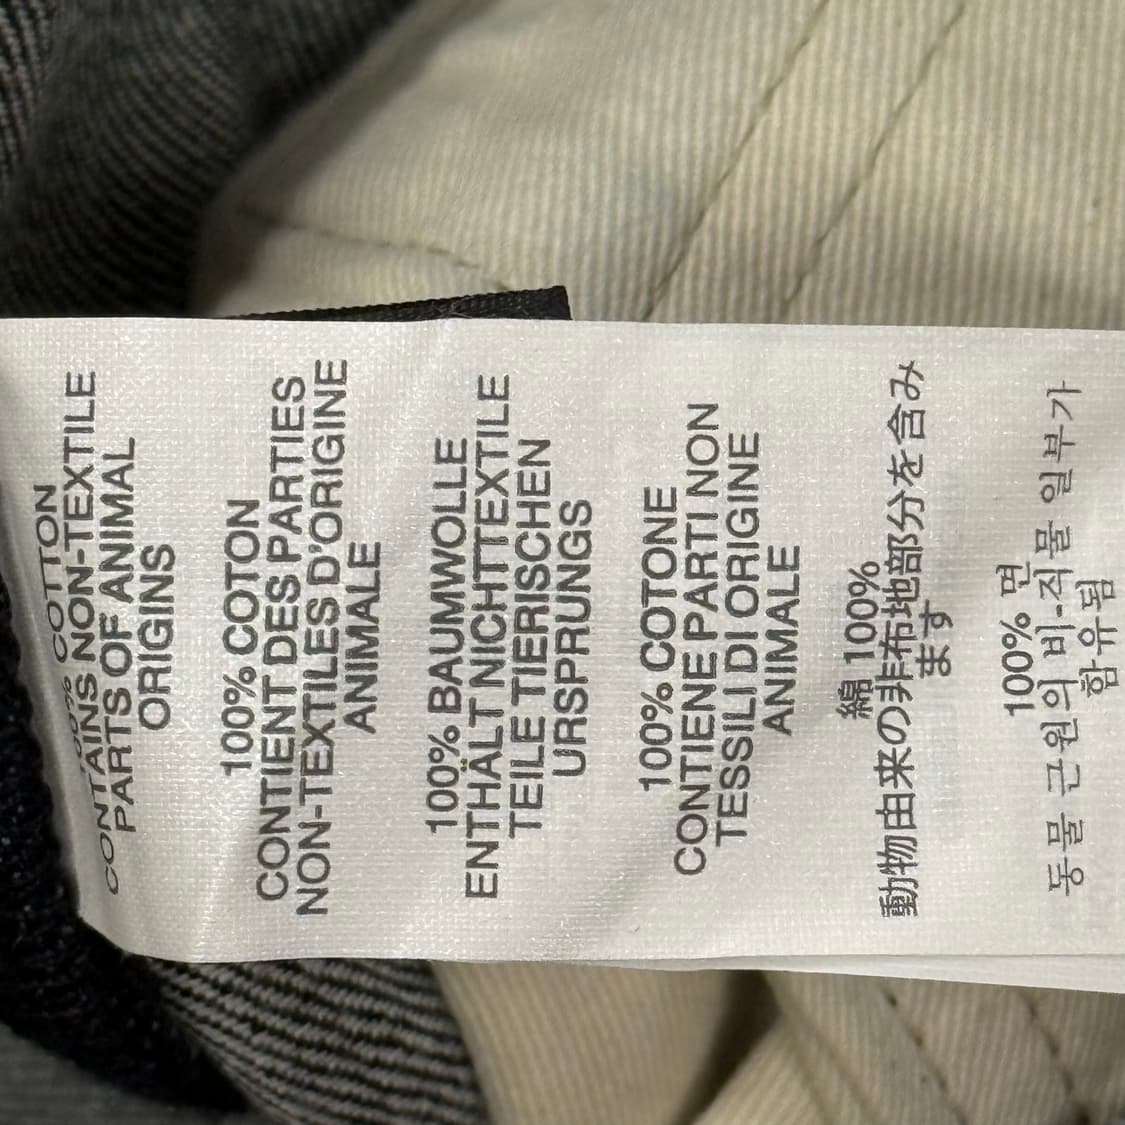 100% COTTON
CONTAINS NON-TEXTILE
PARTS OF ANIMAL
ORIGINS
100% COTON
CONTIENT DES PARTIES
NON-TEXTILES D'ORIGINE
ANIMALE
100% BAUMWOLLE
ENTHÄLT NICHTTEXTILE
TEILE TIERISCHEN
URSPRUNGS
100% COTONE
CONTIENE PARTI NON
TESSILI DI ORIGINE
ANIMALE
綿 100%
動物由来の非布地部分を含み
ます
100% 면
동물 근원의 비-직물 일부가
함유됨